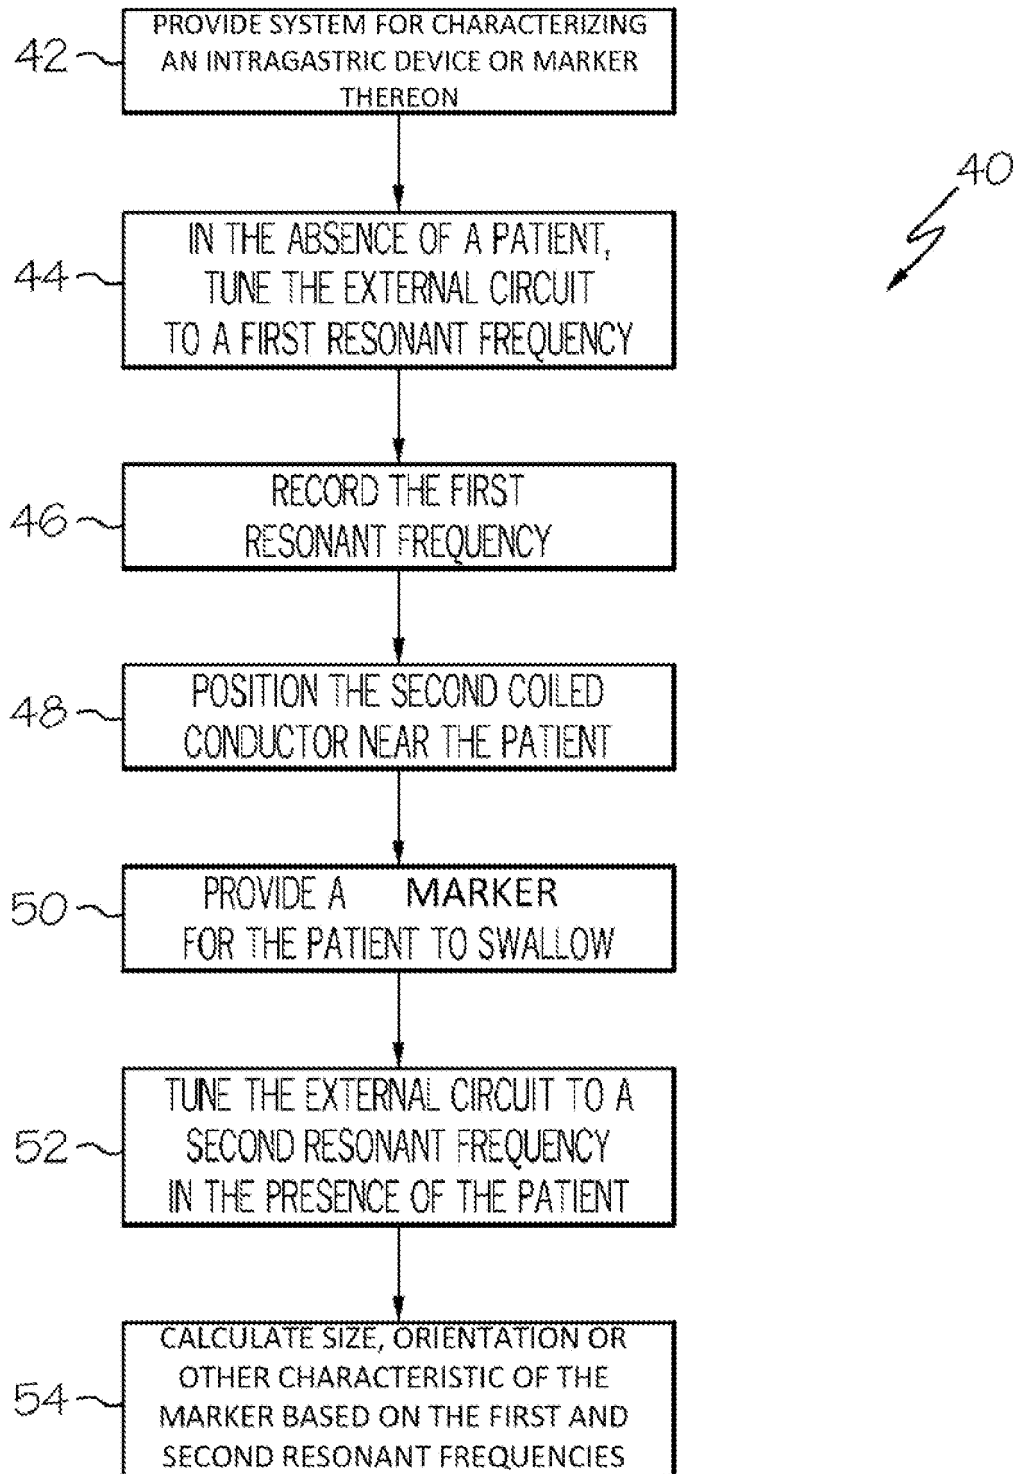 42
PROVIDE SYSTEM FOR CHARACTERIZING
AN INTRAGASTRIC DEVICE OR MARKER
THEREON
40
44
IN THE ABSENCE OF A PATIENT,
TUNE THE EXTERNAL CIRCUIT
TO A FIRST RESONANT FREQUENCY
46
RECORD THE FIRST
RESONANT FREQUENCY
48
POSITION THE SECOND COILED
CONDUCTOR NEAR THE PATIENT
50
PROVIDE A MARKER
FOR THE PATIENT TO SWALLOW
52
TUNE THE EXTERNAL CIRCUIT TO A
SECOND RESONANT FREQUENCY
IN THE PRESENCE OF THE PATIENT
54
CALCULATE SIZE, ORIENTATION OR
OTHER CHARACTERISTIC OF THE
MARKER BASED ON THE FIRST AND
SECOND RESONANT FREQUENCIES